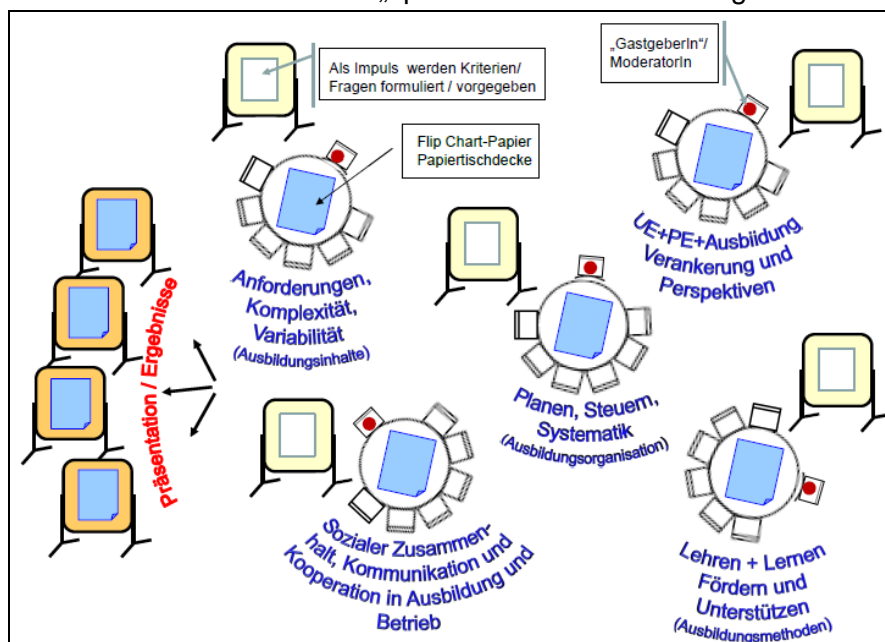 Als Impuls werden Kriterien/
Fragen formuliert / vorgegeben
„GastgeberIn“/
ModeratorIn
Flip Chart-Papier
Papiertischdecke
UE+PE+Ausbildung
Verankerung und
Perspektiven
Anforderungen,
Komplexität,
Variabilität
(Ausbildungsinhalte)
Präsentation / Ergebnisse
Planen, Steuern,
Systematik
(Ausbildungsorganisation)
Sozialer Zusammen-
halt, Kommunikation und
Kooperation in Ausbildung und
Betrieb
Lehren + Lernen
Fördern und
Unterstützen
(Ausbildungsmethoden)